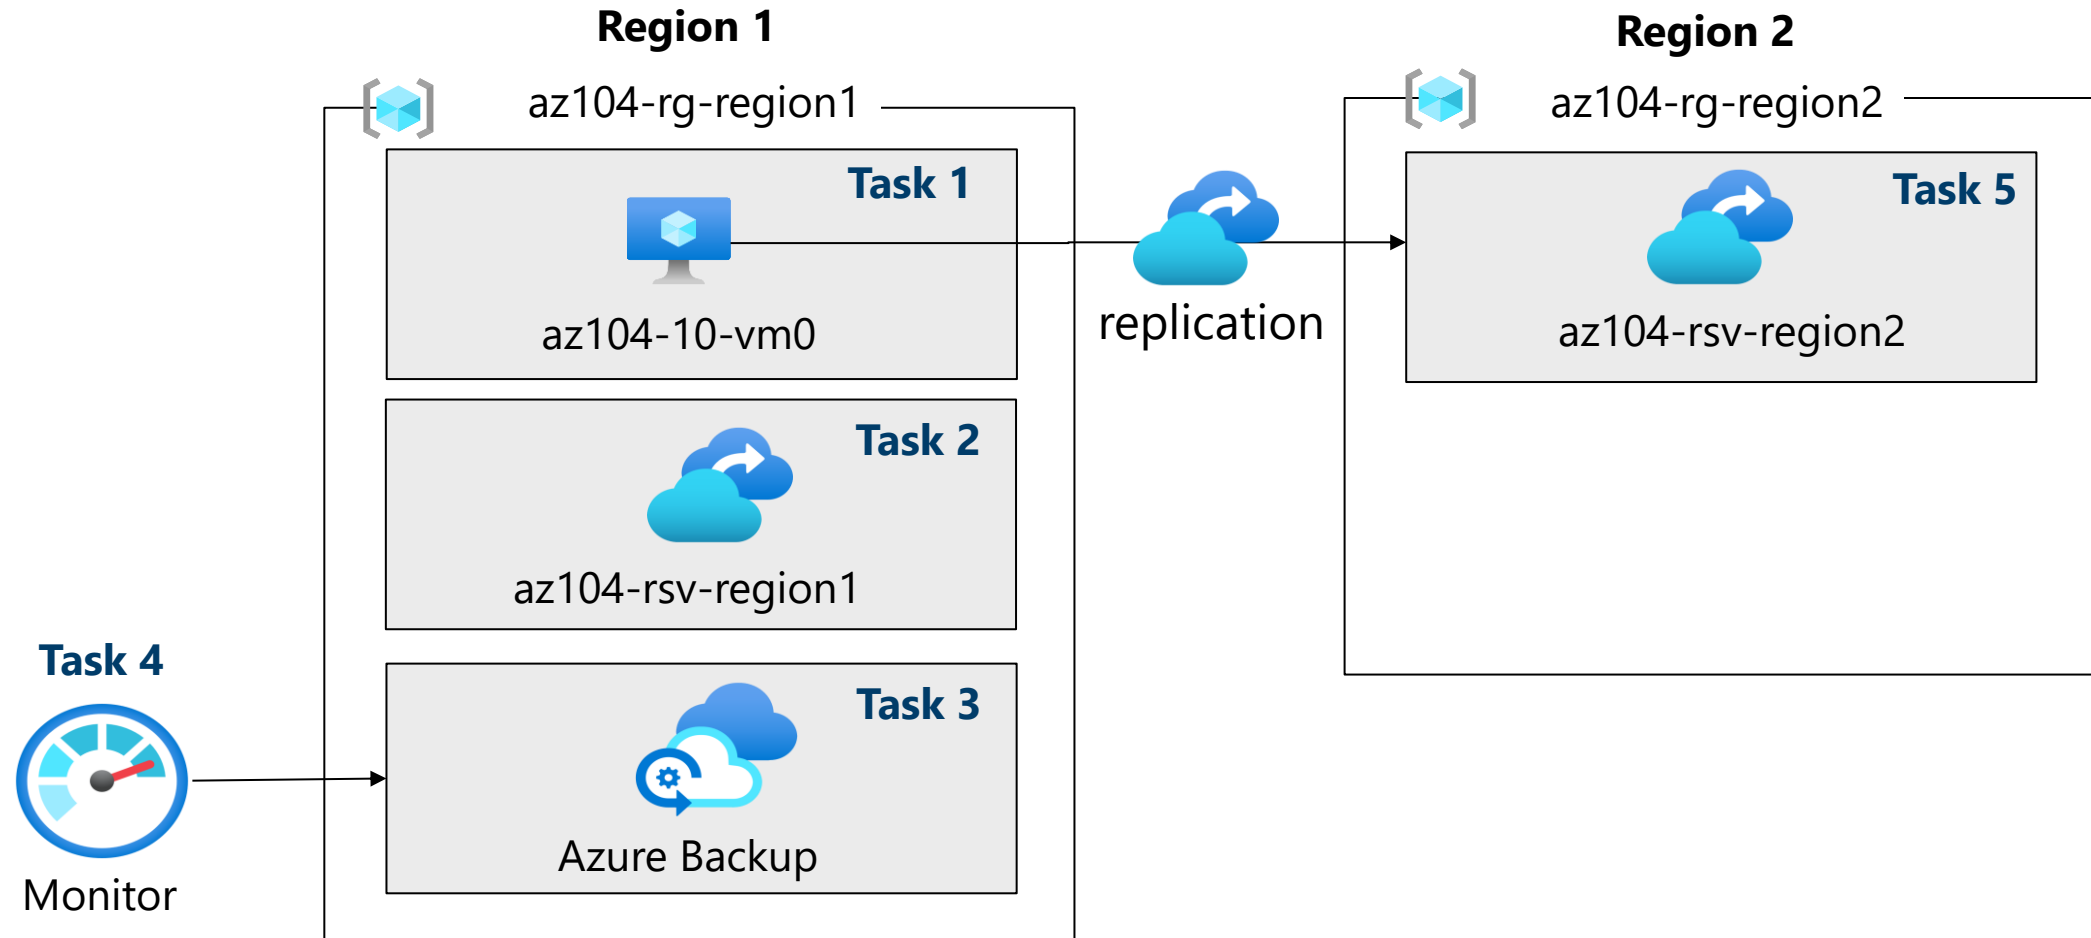 Region 1
az104-rg-region1
Task 1
az104-10-vm0
Task 2
az104-rsv-region1
Task 3
Azure Backup
Task 4
Monitor
replication
Region 2
az104-rg-region2
Task 5
az104-rsv-region2